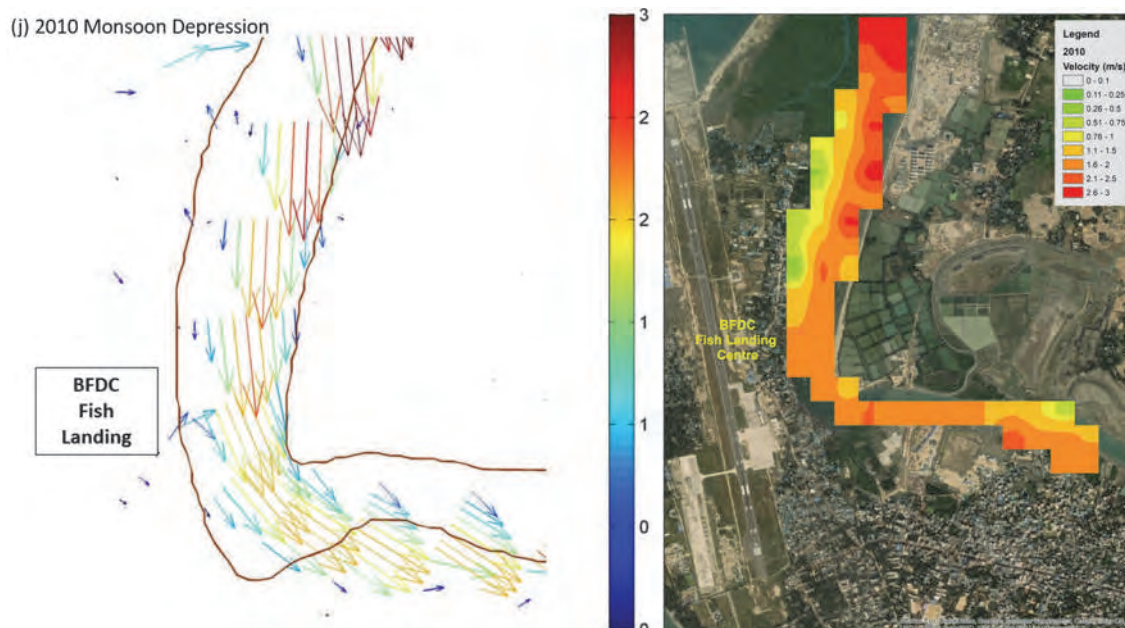 (j) 2010 Monsoon Depression
BFDC
Fish
Landing
3
2
2
1
1
0
0
BFDC
Fish Landing
Centre
Legend
2010
Velocity (m/s)
0 - 0.1
0.11 - 0.25
0.26 - 0.5
0.51 - 0.75
0.76 - 1
1.1 - 1.5
1.6 - 2
2.1 - 2.5
2.6 - 3